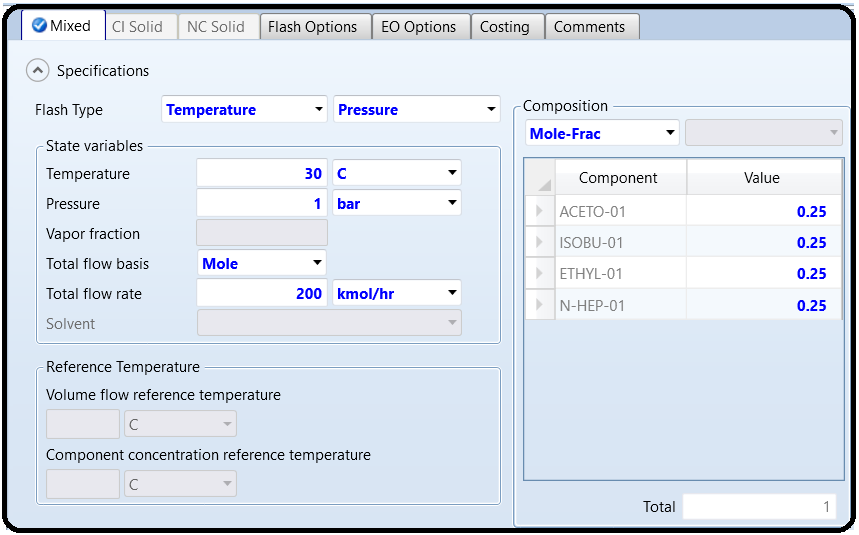 Mixed CI Solid NC Solid Flash Options EO Options Costing Comments
Specifications
Flash Type Temperature Pressure
State variables
Temperature 30 C
Pressure 1 bar
Vapor fraction
Total flow basis Mole
Total flow rate 200 kmol/hr
Solvent
Reference Temperature
Volume flow reference temperature
C
Component concentration reference temperature
C
Composition
Mole-Frac
Component Value
ACETO-01 0.25
ISOBU-01 0.25
ETHYL-01 0.25
N-HEP-01 0.25
Total 1